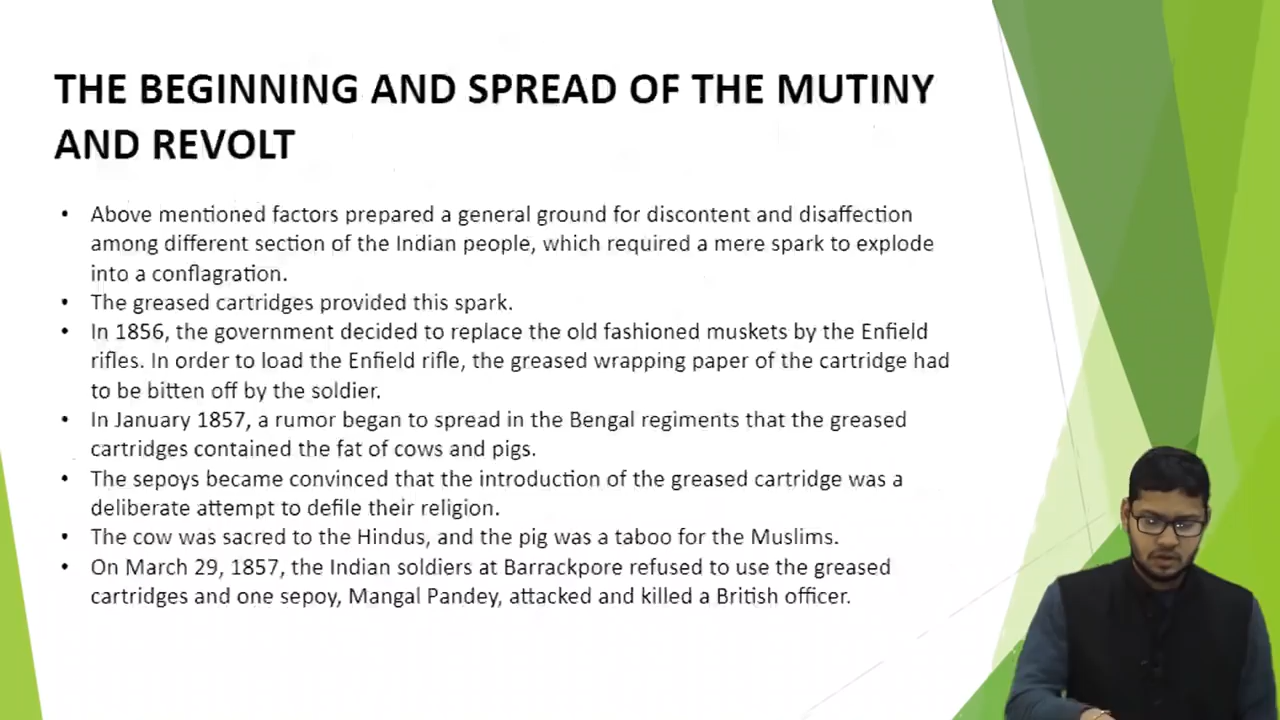 THE BEGINNING AND SPREAD OF THE MUTINY
AND REVOLT
• Above mentioned factors prepared a general ground for discontent and disaffection
among different section of the Indian people, which required a mere spark to explode
into a conflagration.
• The greased cartridges provided this spark.
• In 1856, the government decided to replace the old fashioned muskets by the Enfield
rifles. In order to load the Enfield rifle, the greased wrapping paper of the cartridge had
to be bitten off by the soldier.
• In January 1857, a rumor began to spread in the Bengal regiments that the greased
cartridges contained the fat of cows and pigs.
• The sepoys became convinced that the introduction of the greased cartridge was a
deliberate attempt to defile their religion.
• The cow was sacred to the Hindus, and the pig was a taboo for the Muslims.
• On March 29, 1857, the Indian soldiers at Barrackpore refused to use the greased
cartridges and one sepoy, Mangal Pandey, attacked and killed a British officer.